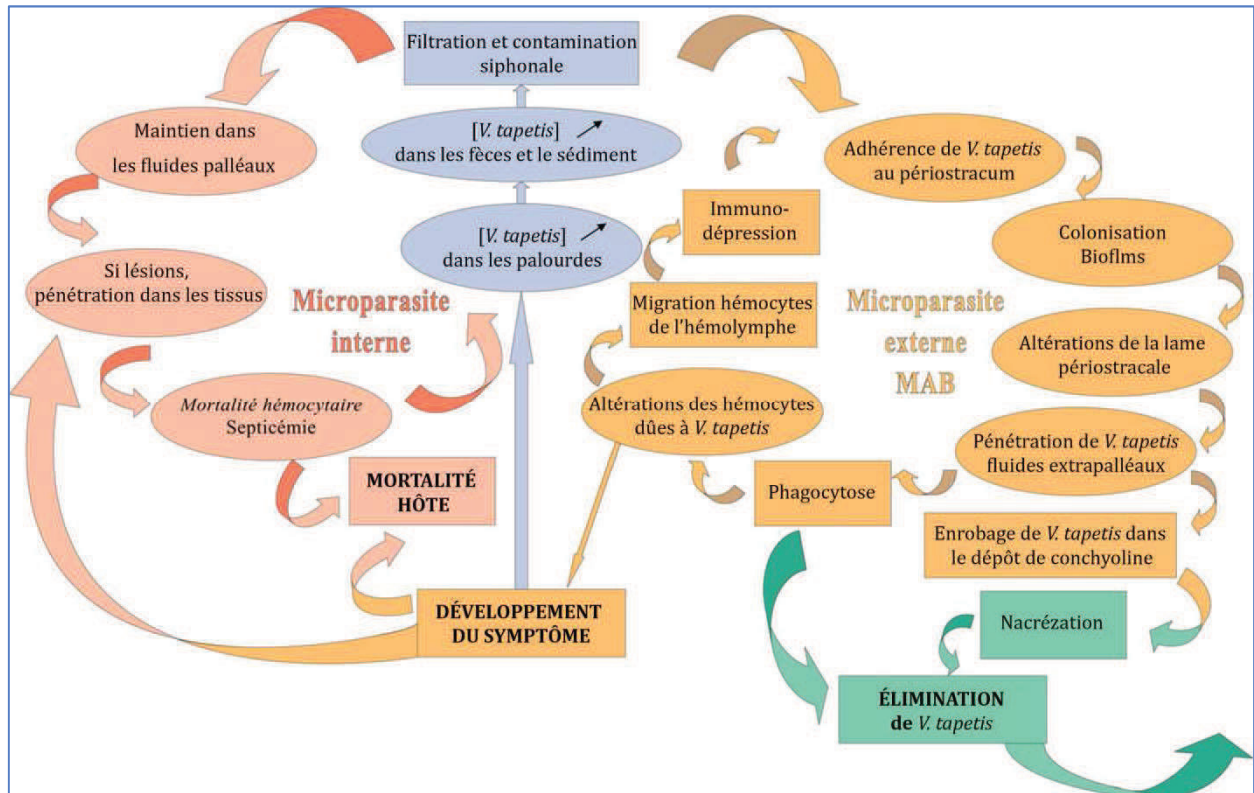 Filtration et contamination
siphonale
[V. tapetis]
dans les fèces et le sédiment
[V. tapetis]
dans les palourdes
Maintien dans
les fluides palléaux
Si lésions,
pénétration dans les tissus
Microparasite
interne
Mortalité hémocytaire
Septicémie
MORTALITÉ
HÔTE
DÉVELOPPEMENT
DU SYMPTÔME
Immuno-
dépression
Migration hémocytes
de l'hémolymphe
Altérations des hémocytes
dûes à V. tapetis
Phagocytose
Microparasite
externe
MAB
Adhérence de V. tapetis
au périostracum
Colonisation
Bioflms
Altérations de la lame
périostracale
Pénétration de V. tapetis
fluides extrapalléaux
Enrobage de V. tapetis dans
le dépôt de conchyoline
Nacrézation
ÉLIMINATION
de V. tapetis